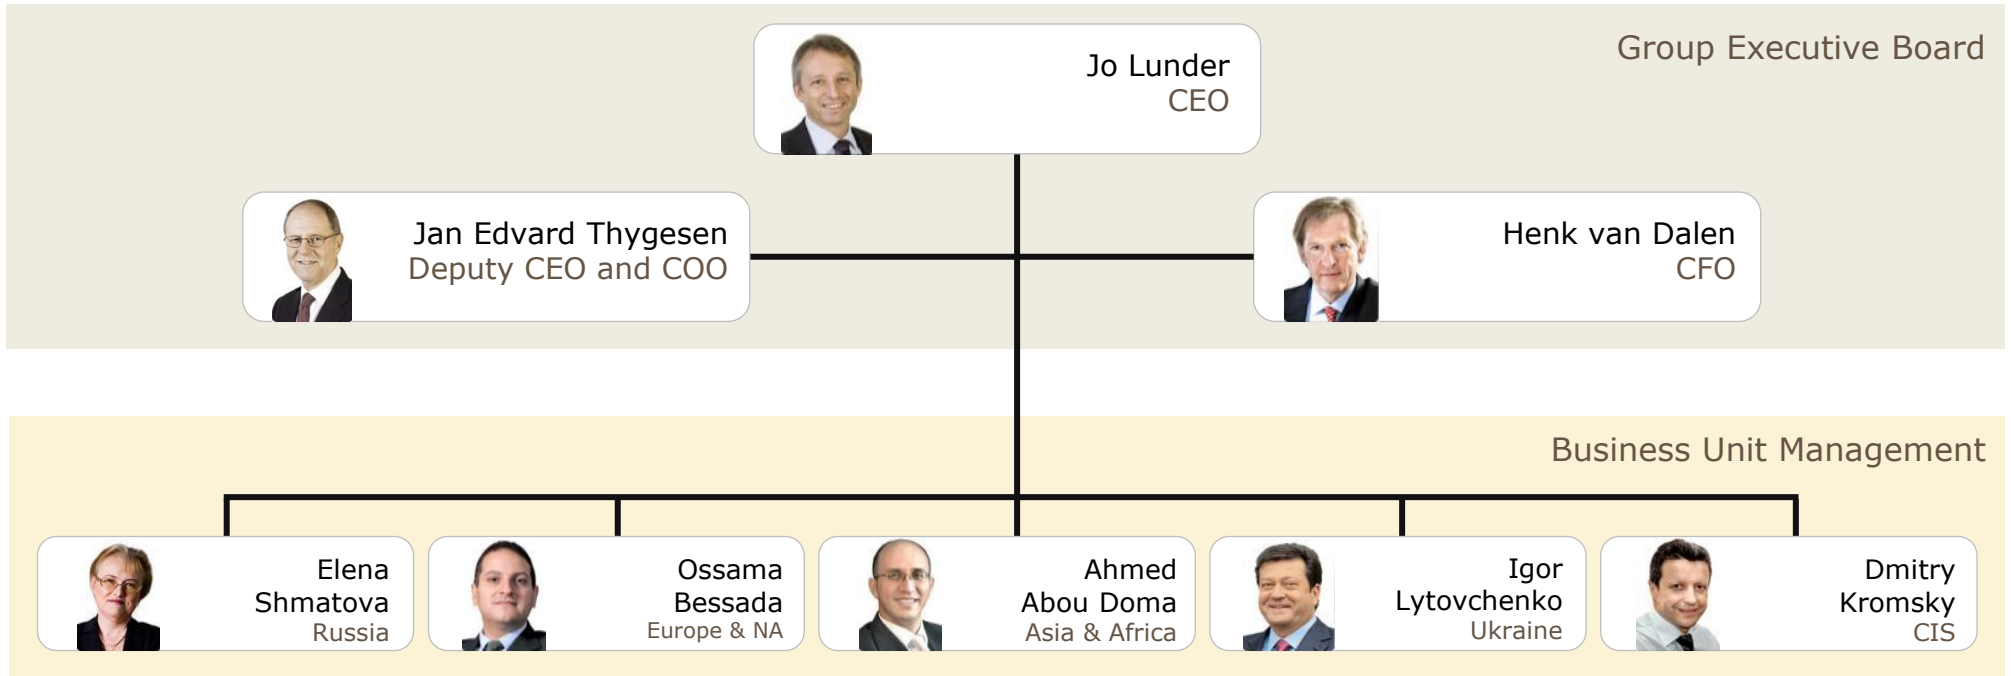 Group Executive Board
Jo Lunder
CEO
Jan Edvard Thygesen
Deputy CEO and COO
Henk van Dalen
CFO
Business Unit Management
Elena
Shmatova
Russia
Ossama
Bessada
Europe & NA
Ahmed
Abou Doma
Asia & Africa
Igor
Lytovchenko
Ukraine
Dmitry
Kromsky
CIS